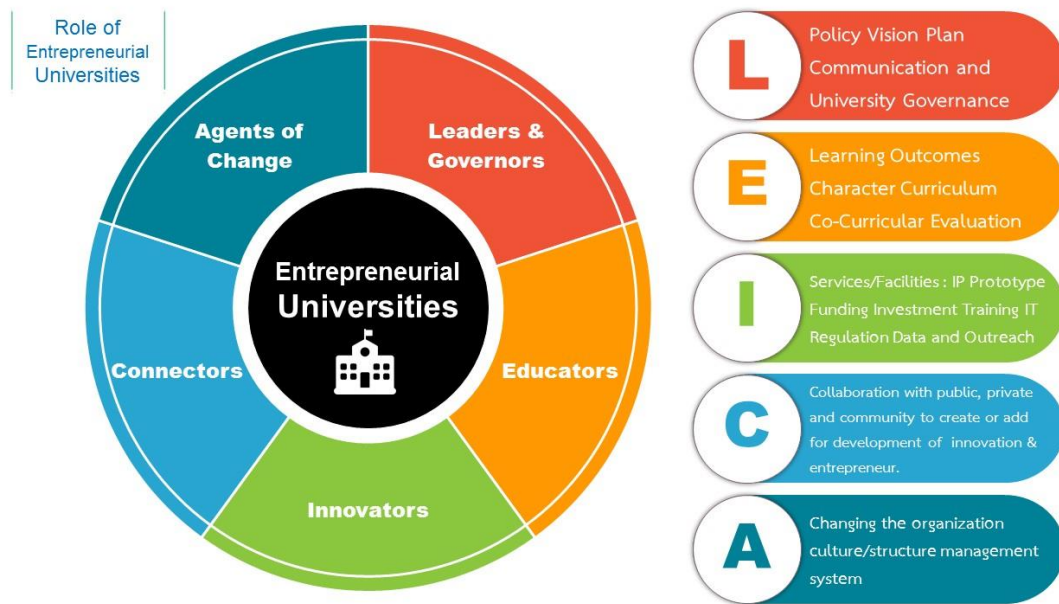 Role of
Entrepreneurial
Universities
Agents of
Change
Leaders &
Governors
Entrepreneurial
Universities
Connectors
Educators
Innovators
L
Policy Vision Plan
Communication and
University Governance
E
Learning Outcomes
Character Curriculum
Co-Curricular Evaluation
I
Services/Facilities : IP Prototype
Funding Investment Training IT
Regulation Data and Outreach
C
Collaboration with public, private
and community to create or add
for development of innovation &
entrepreneur.
A
Changing the organization
culture/structure management
system